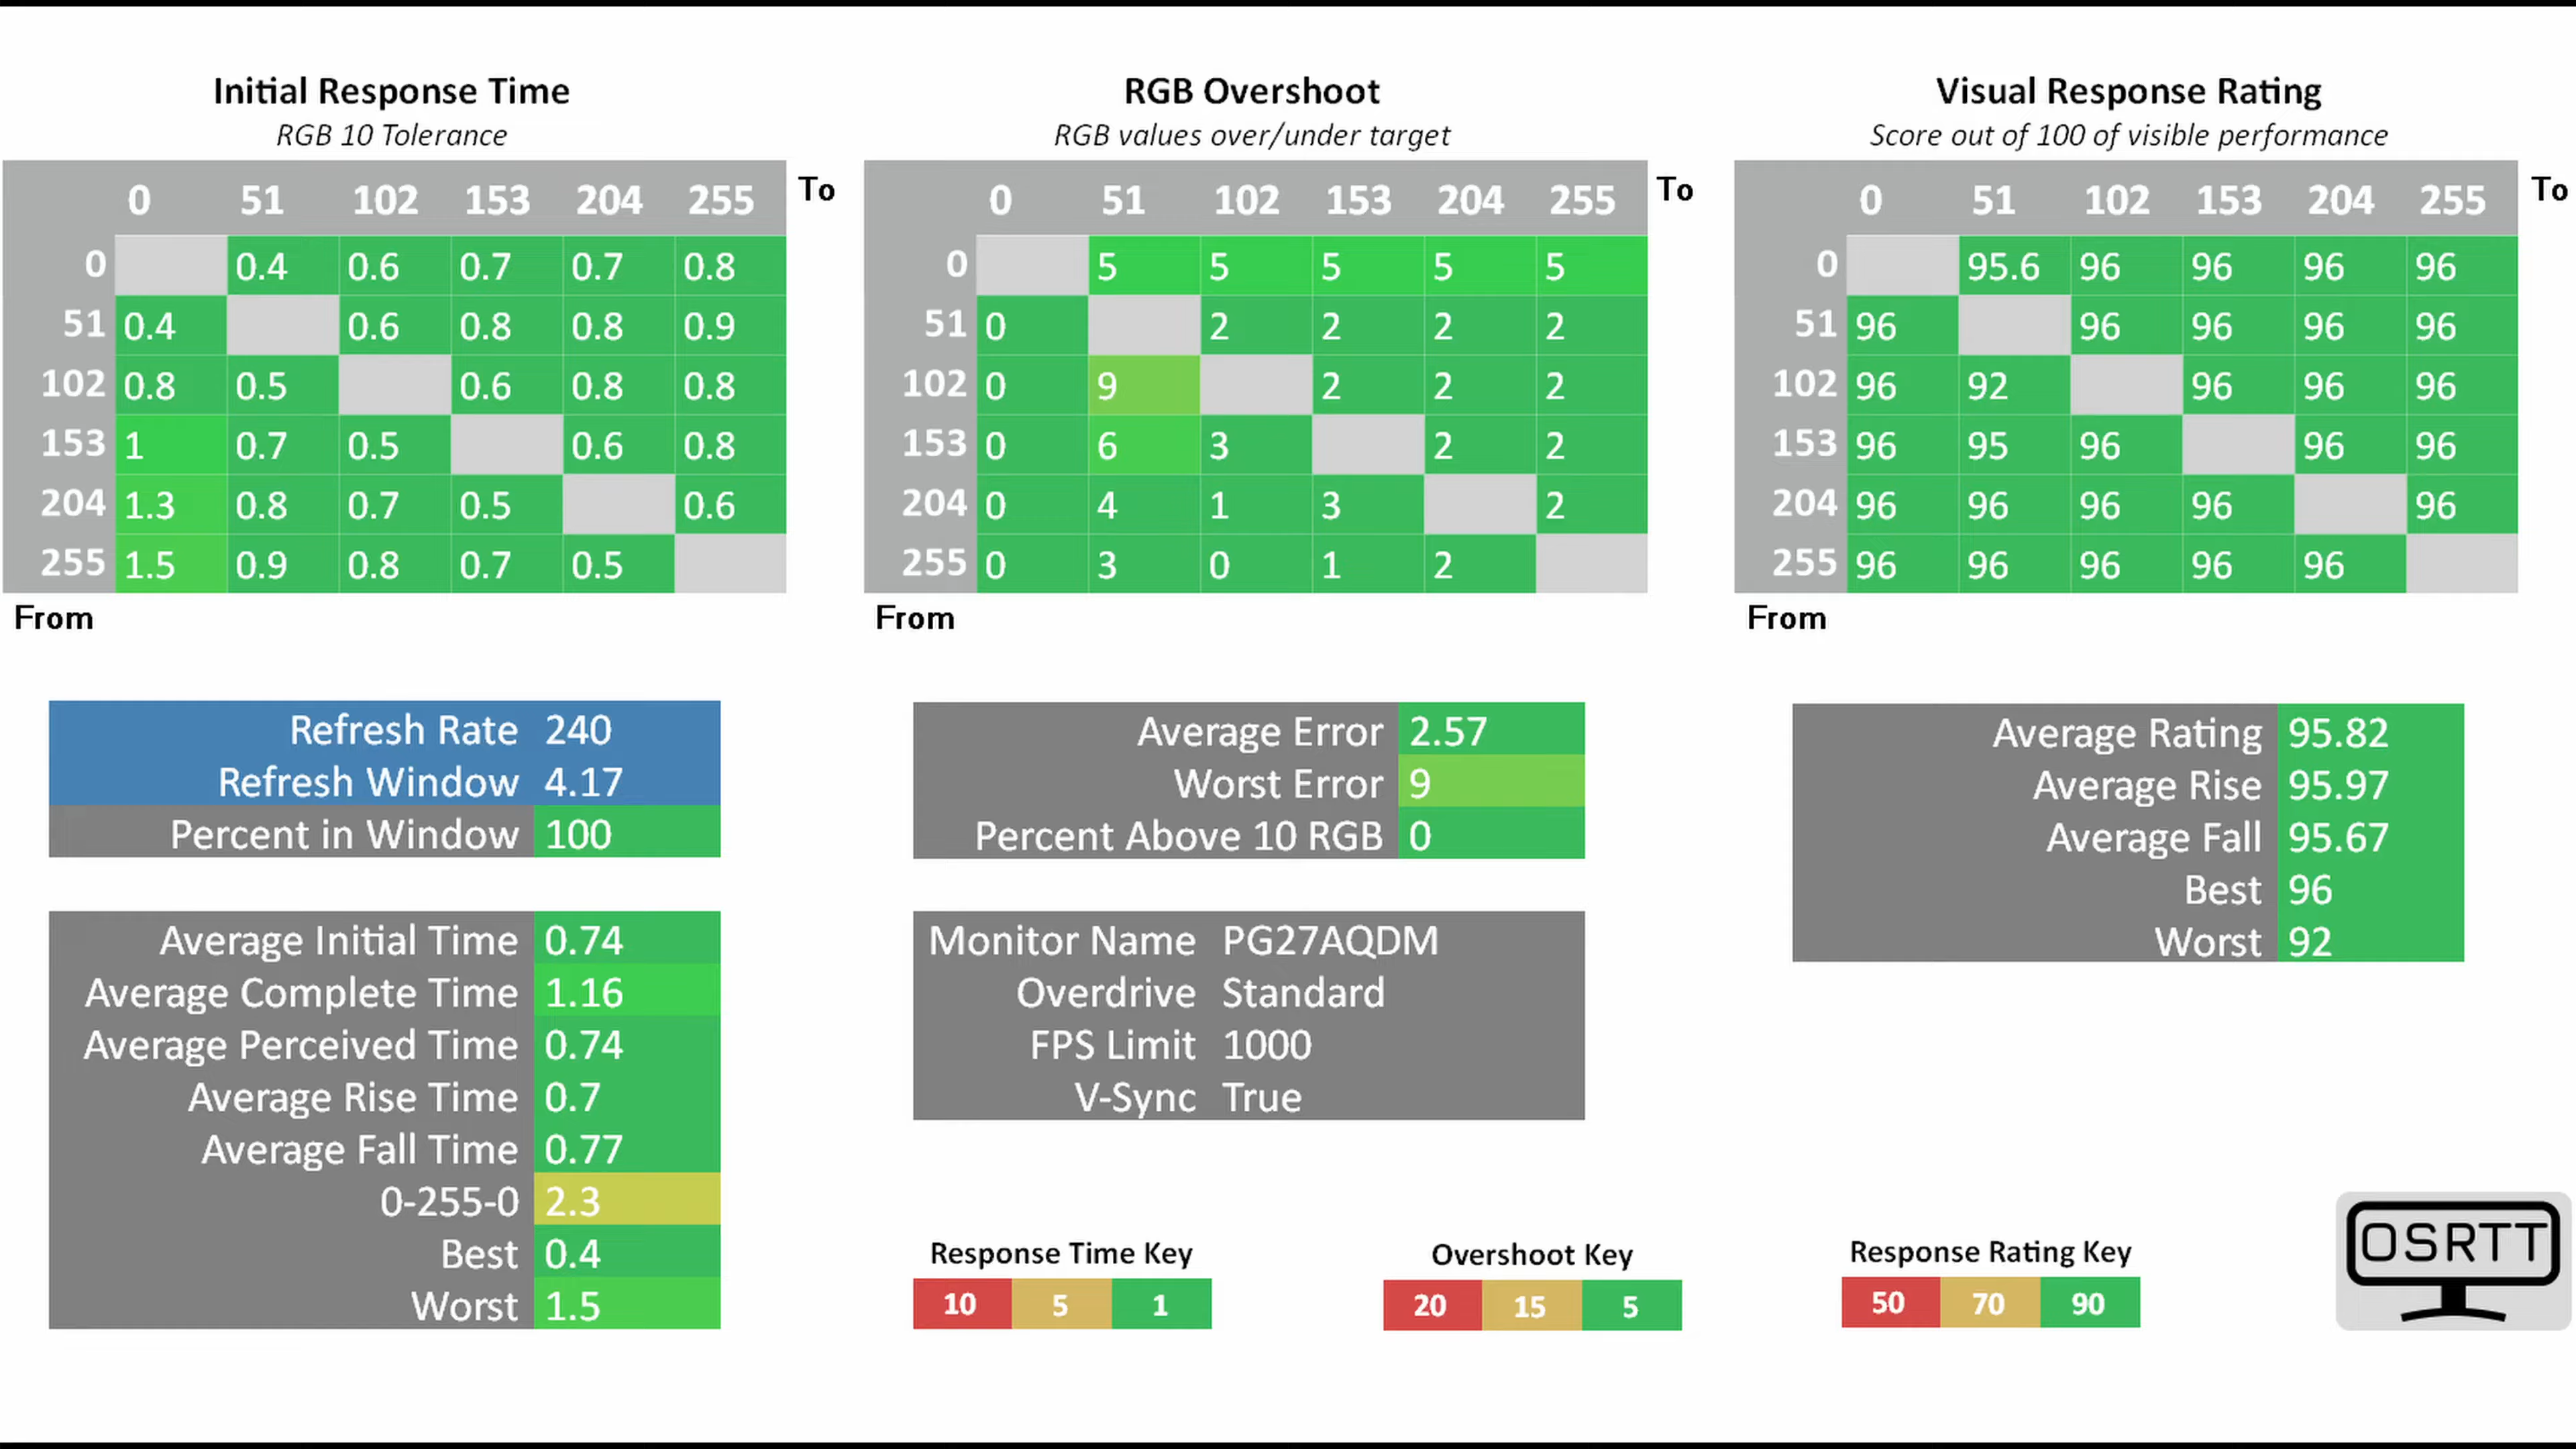 Initial Response Time
RGB 10 Tolerance
0 51 102 153 204 255 To
0 0.4 0.6 0.7 0.7 0.8
51 0.4 0.6 0.8 0.8 0.9
102 0.8 0.5 0.6 0.8 0.8
153 1 0.7 0.5 0.6 0.8
204 1.3 0.8 0.7 0.5 0.6
255 1.5 0.9 0.8 0.7 0.5
From
RGB Overshoot
RGB values over/under target
0 51 102 153 204 255 To
0 5 5 5 5 5
51 0 2 2 2 2
102 0 9 2 2 2
153 0 6 3 2 2
204 0 4 1 3 2
255 0 3 0 1 2
From
Visual Response Rating
Score out of 100 of visible performance
0 51 102 153 204 255 To
0 95.6 96 96 96 96
51 96 96 96 96 96
102 96 92 96 96 96
153 96 95 96 96 96
204 96 96 96 96 96
255 96 96 96 96 96
From
Refresh Rate 240
Refresh Window 4.17
Percent in Window 100
Average Initial Time 0.74
Average Complete Time 1.16
Average Perceived Time 0.74
Average Rise Time 0.7
Average Fall Time 0.77
0-255-0 2.3
Best 0.4
Worst 1.5
Average Error 2.57
Worst Error 9
Percent Above 10 RGB 0
Monitor Name PG27AQDM
Overdrive Standard
FPS Limit 1000
V-Sync True
Average Rating 95.82
Average Rise 95.97
Average Fall 95.67
Best 96
Worst 92
Response Time Key
10 5 1
Overshoot Key
20 15 5
Response Rating Key
50 70 90
OSRTT